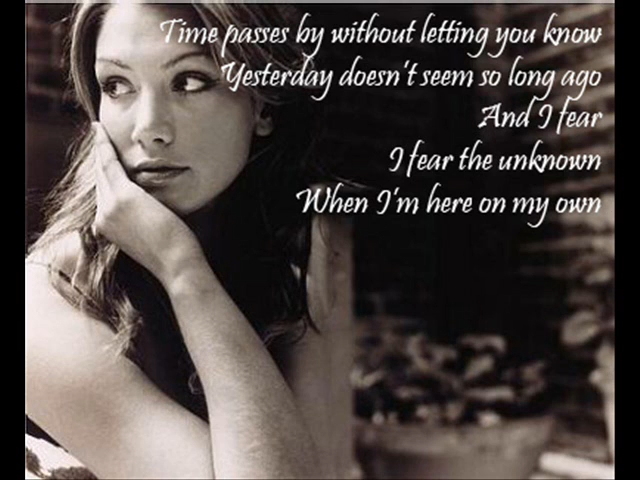 Time passes by without letting you know
Yesterday doesn't seem so long ago
And I fear
I fear the unknown
When I'm here on my own